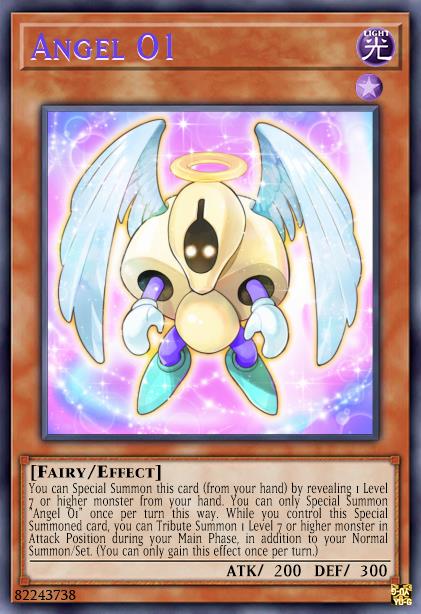 Angel O1
LIGHT
光
[Fairy/Effect]
You can Special Summon this card (from your hand) by revealing 1 Level
7 or higher monster from your hand. You can only Special Summon
"Angel O1" once per turn this way. While you control this Special
Summoned card, you can Tribute Summon 1 Level 7 or higher monster in
Attack Position during your Main Phase, in addition to your Normal
Summon/Set. (You can only gain this effect once per turn.)
ATK/ 200 DEF/ 300
82243738